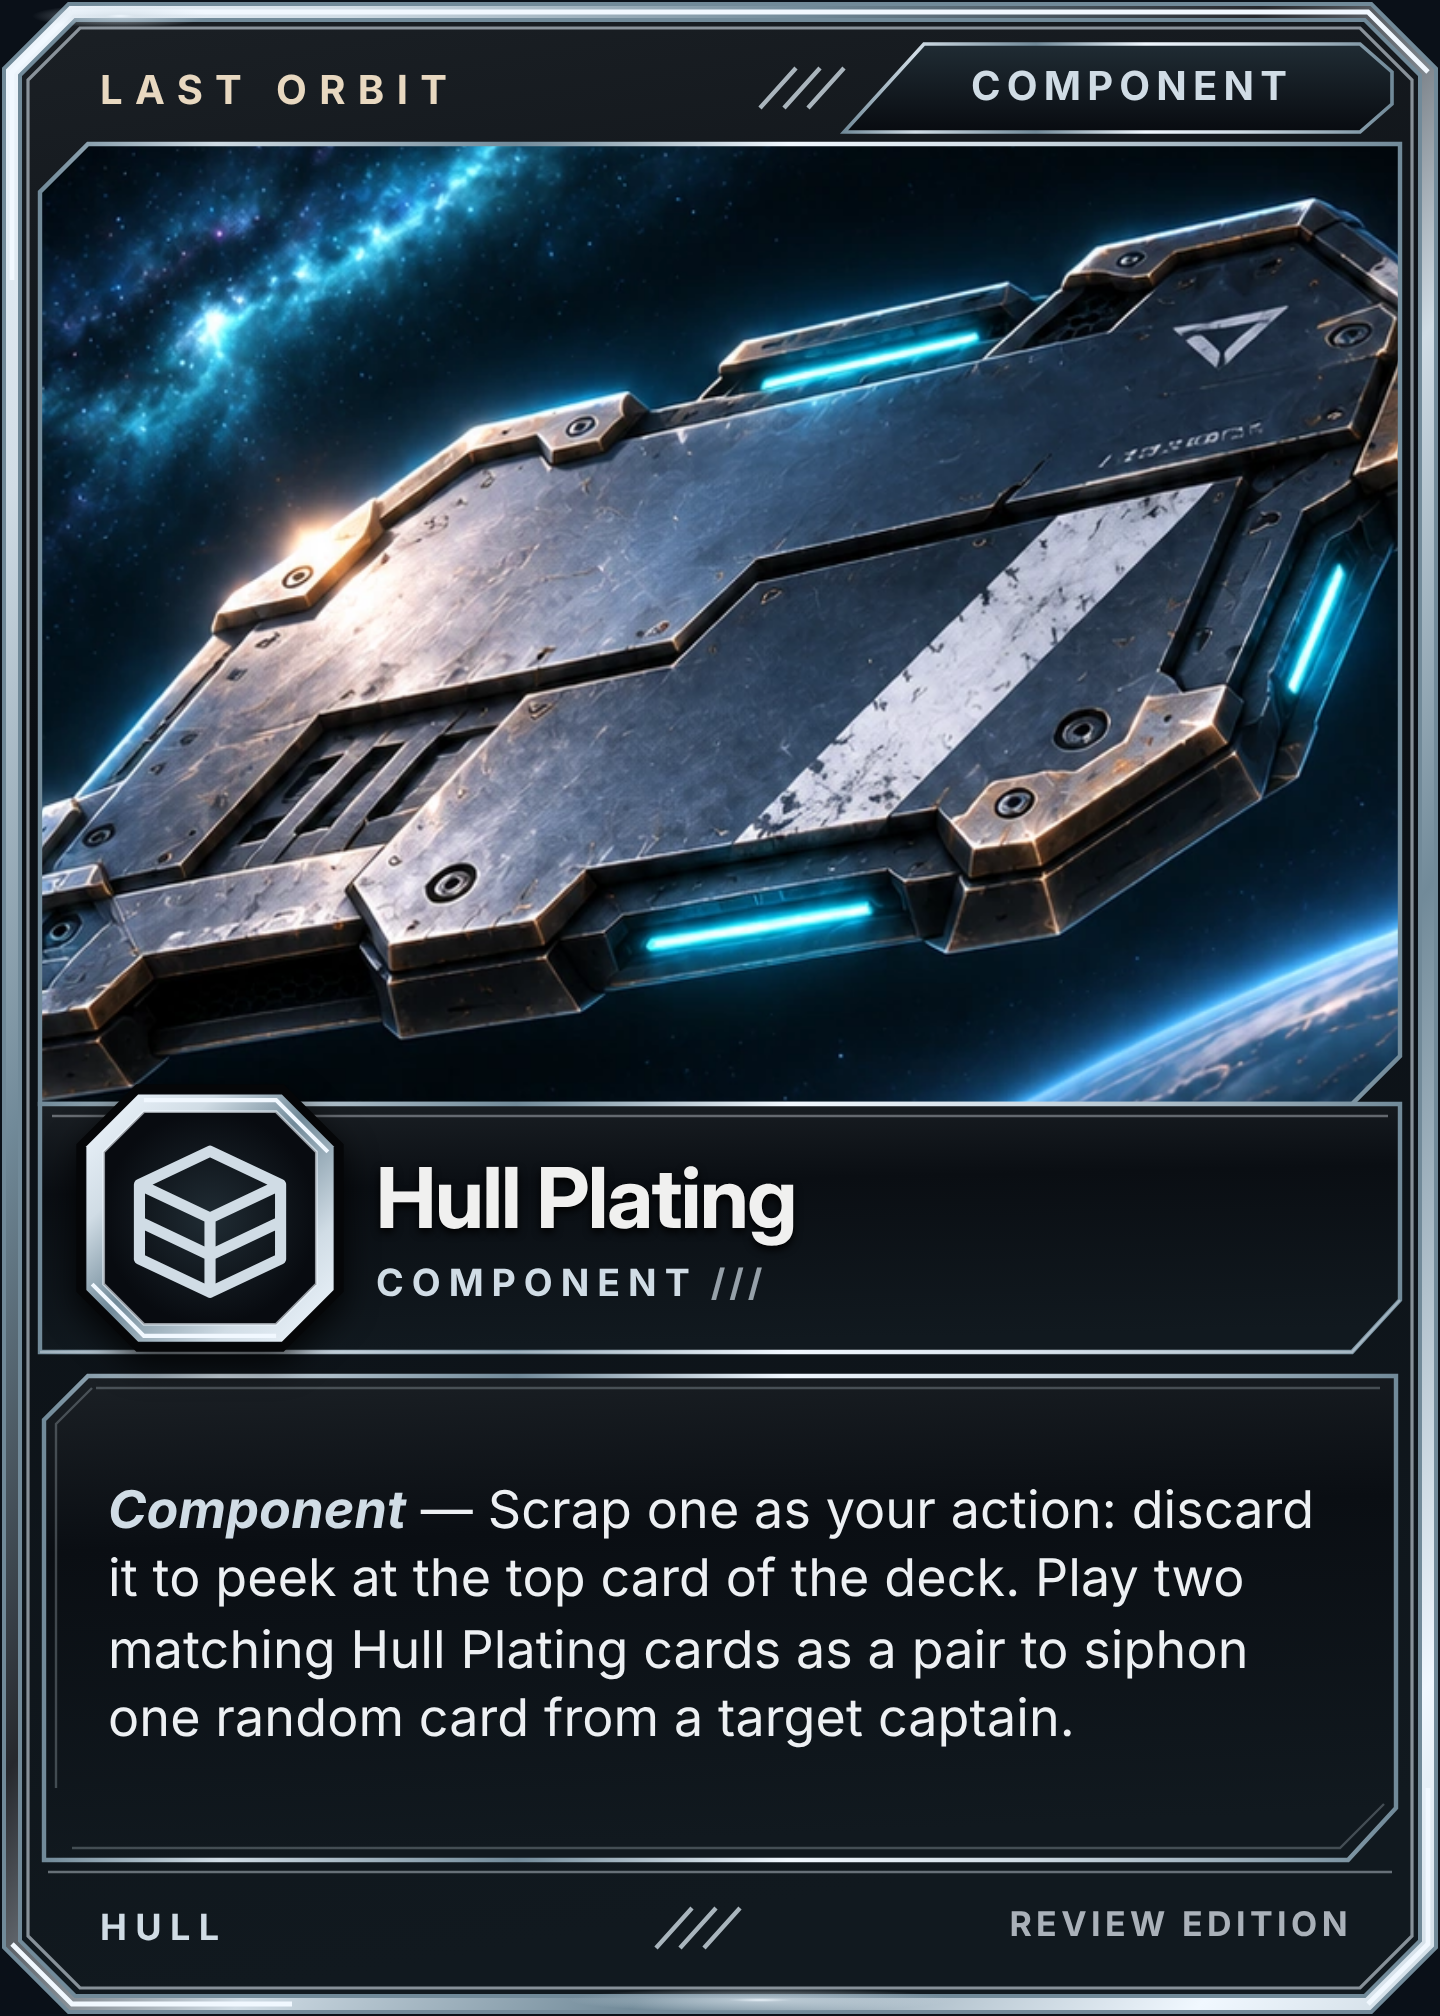 LAST ORBIT
/// COMPONENT
Hull Plating
COMPONENT ///
Component — Scrap one as your action: discard
it to peek at the top card of the deck. Play two
matching Hull Plating cards as a pair to siphon
one random card from a target captain.
HULL
///
REVIEW EDITION